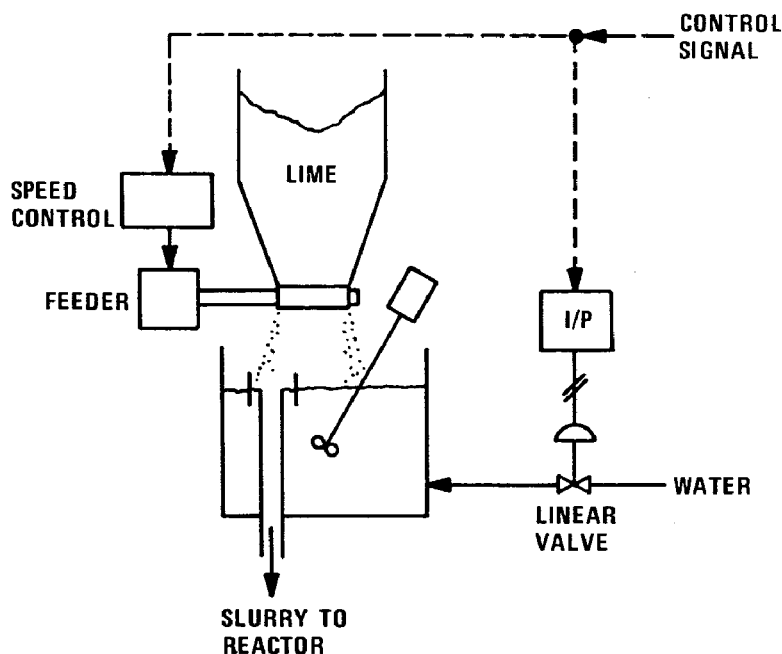 CONTROL
SIGNAL
LIME
SPEED
CONTROL
FEEDER
I/P
WATER
LINEAR
VALVE
SLURRY TO
REACTOR